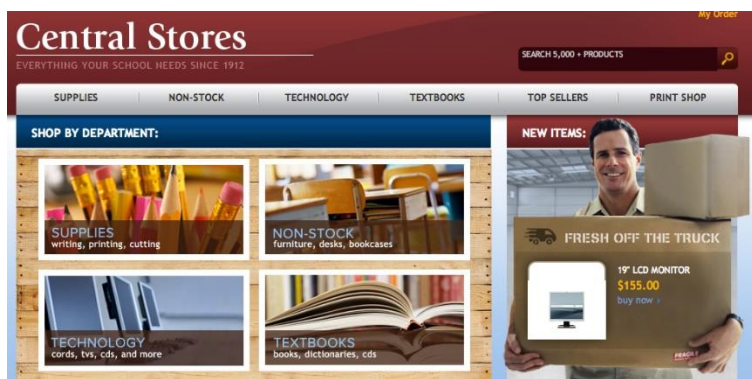 My Order
Central Stores
EVERYTHING YOUR SCHOOL NEEDS SINCE 1912
SEARCH 5,000 + PRODUCTS
SUPPLIES
NON-STOCK
TECHNOLOGY
TEXTBOOKS
TOP SELLERS
PRINT SHOP
SHOP BY DEPARTMENT:
SUPPLIES
writing, printing, cutting
NON-STOCK
furniture, desks, bookcases
TECHNOLOGY
cords, tvs, cds, and more
TEXTBOOKS
books, dictionaries, cds
NEW ITEMS:
FRESH OFF THE TRUCK
19" LCD MONITOR
$155.00
buy now ›
FRAGILE